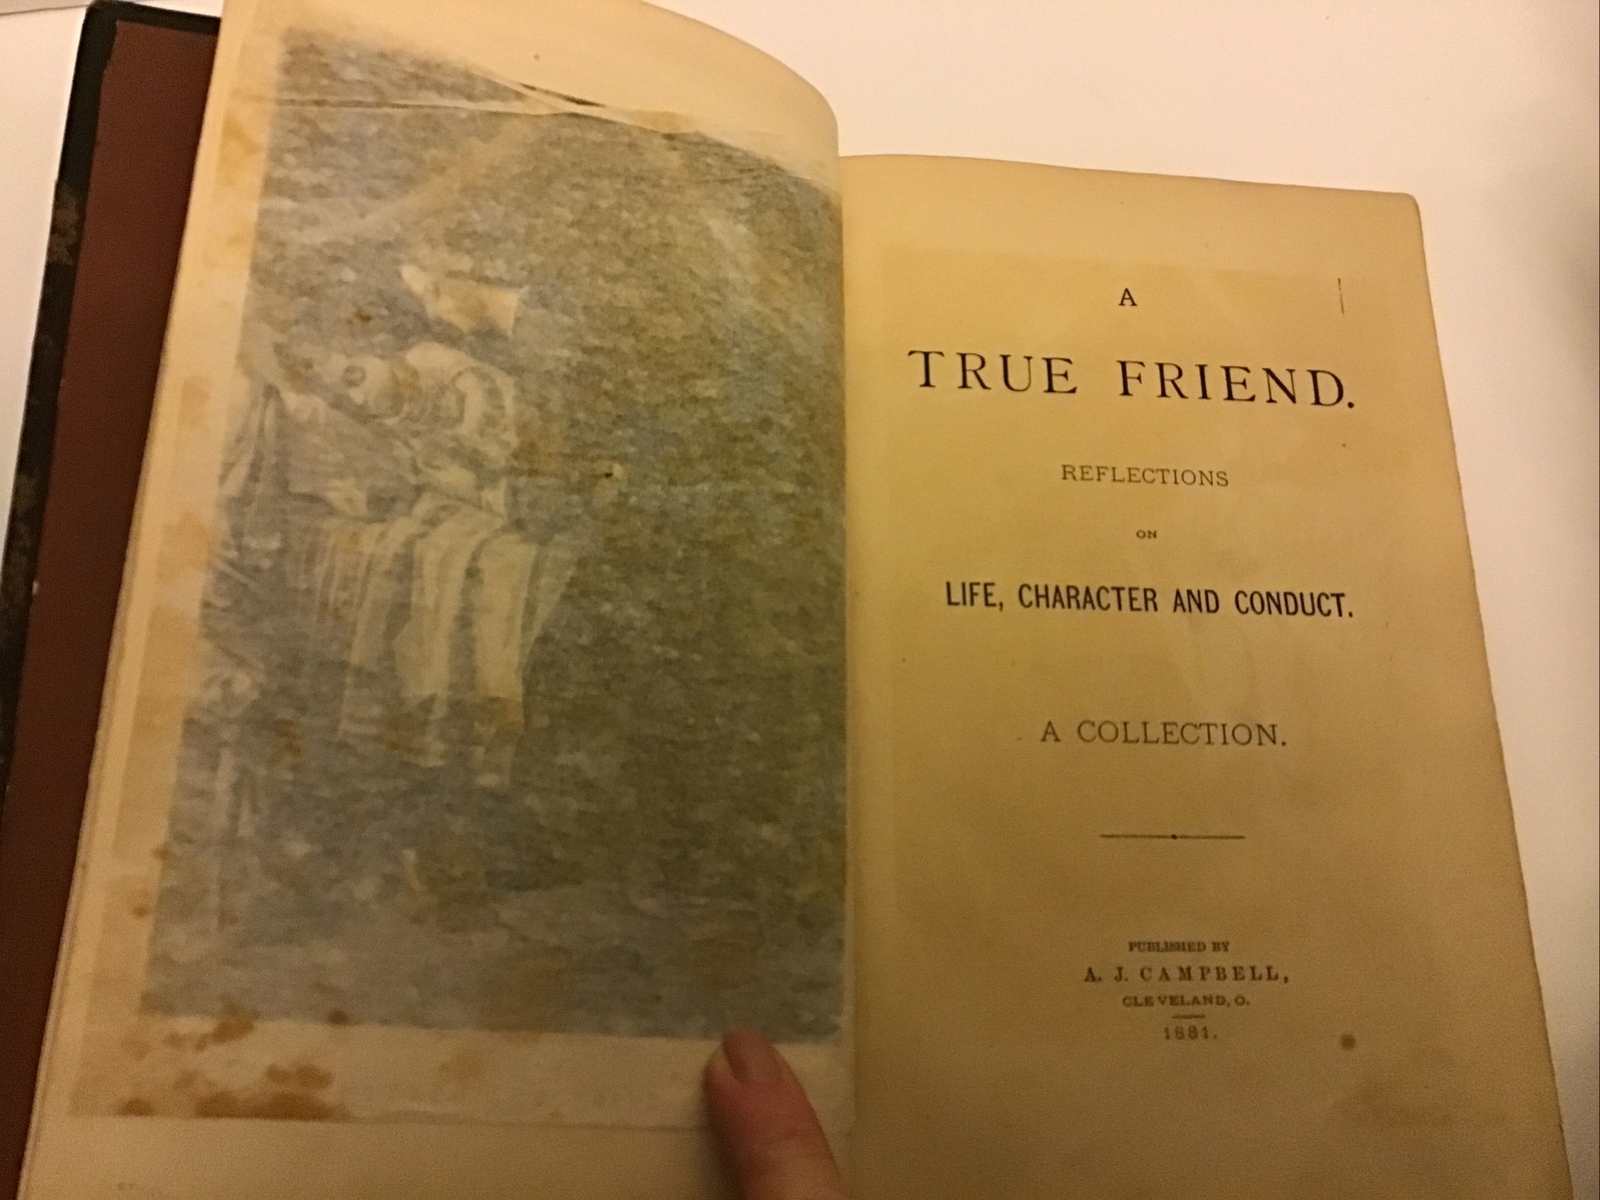 A
TRUE FRIEND.
REFLECTIONS
ON
LIFE, CHARACTER AND CONDUCT.
A COLLECTION.
PUBLISHED BY
A. J. CAMPBELL,
CLEVELAND, O.
1881.